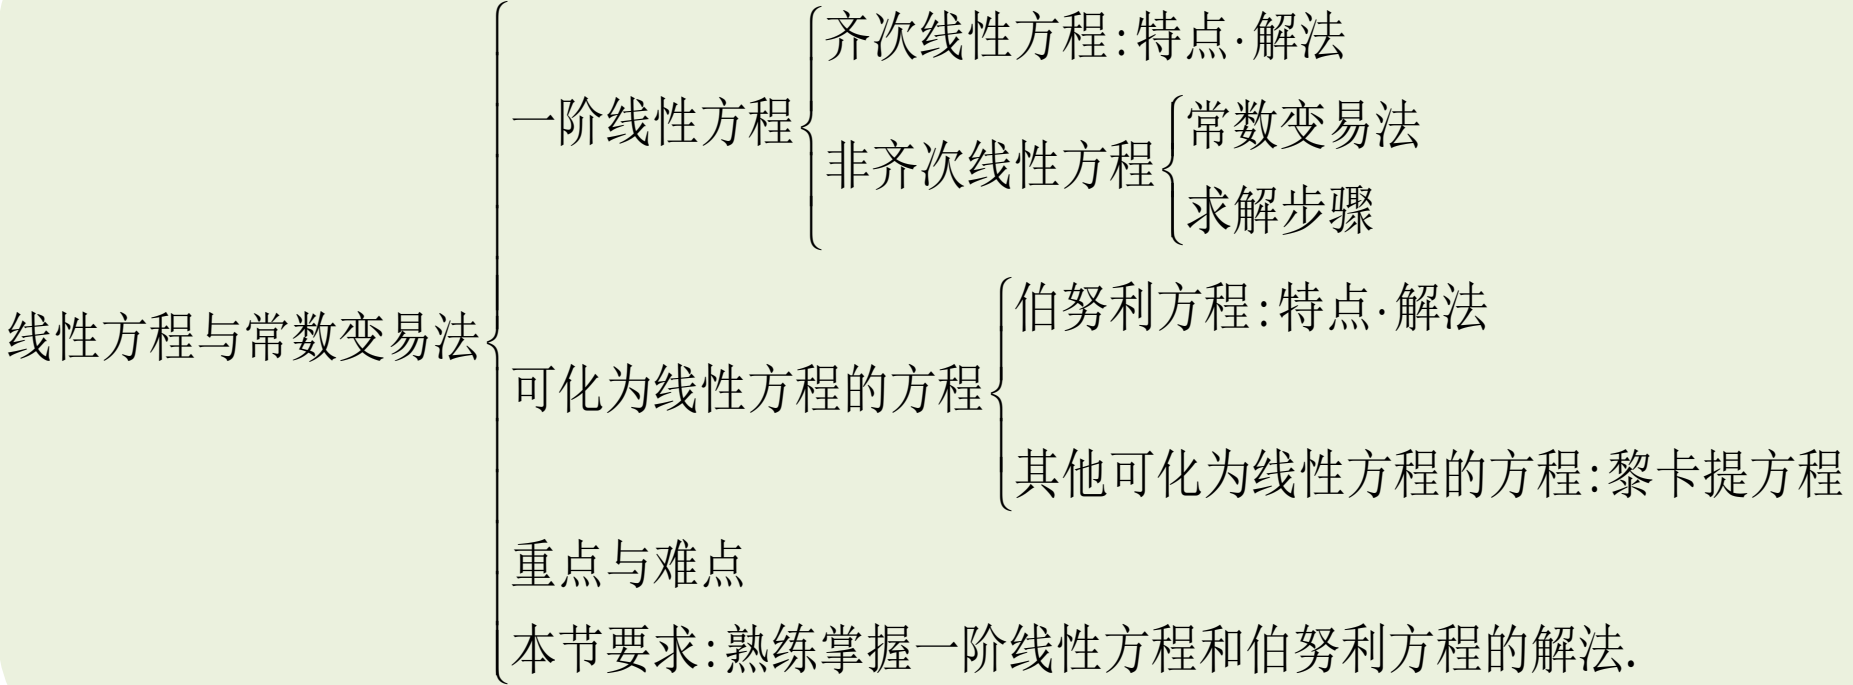 齐次线性方程:特点·解法
一阶线性方程
常数变易法
非齐次线性方程
求解步骤
伯努利方程:特点·解法
线性方程与常数变易法
可化为线性方程的方程
其他可化为线性方程的方程:黎卡提方程
重点与难点
本节要求:熟练掌握一阶线性方程和伯努利方程的解法.